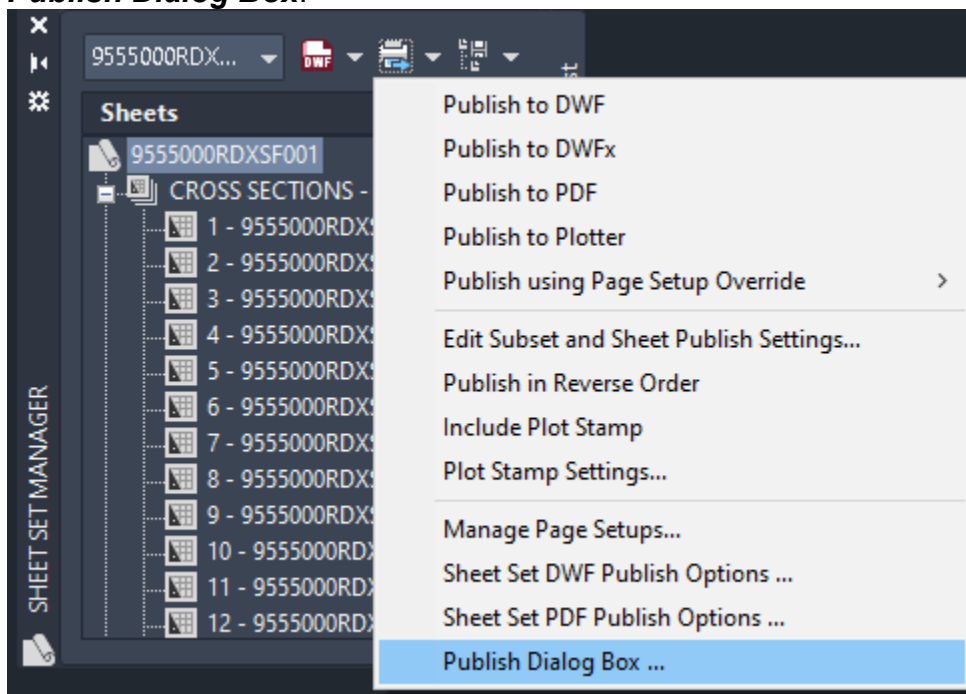 Publish Dialog Box.
9555000RDX...
DWF
Sheets
9555000RDXSF001
CROSS SECTIONS -
1 - 9555000RDX
2 - 9555000RDX
3 - 9555000RDX
4 - 9555000RDX
5 - 9555000RDX
6 - 9555000RDX
7 - 9555000RDX
8 - 9555000RDX
9 - 9555000RDX
10 - 9555000RD
11 - 9555000RD
12 - 9555000RD
SHEET SET MANAGER
Publish to DWF
Publish to DWFx
Publish to PDF
Publish to Plotter
Publish using Page Setup Override >
Edit Subset and Sheet Publish Settings...
Publish in Reverse Order
Include Plot Stamp
Plot Stamp Settings...
Manage Page Setups...
Sheet Set DWF Publish Options ...
Sheet Set PDF Publish Options ...
Publish Dialog Box ...